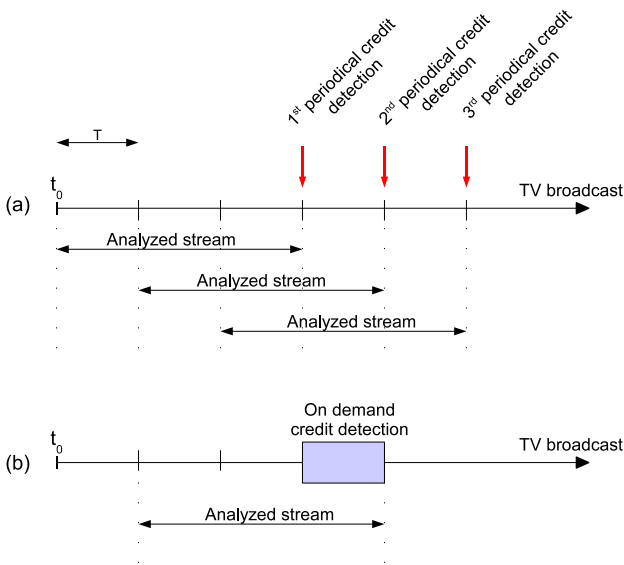 1st periodical credit
detection
2nd periodical credit
detection
3rd periodical credit
detection
T
t0
TV broadcast
(a)
Analyzed stream
Analyzed stream
Analyzed stream
On demand
credit detection
t0
TV broadcast
(b)
Analyzed stream